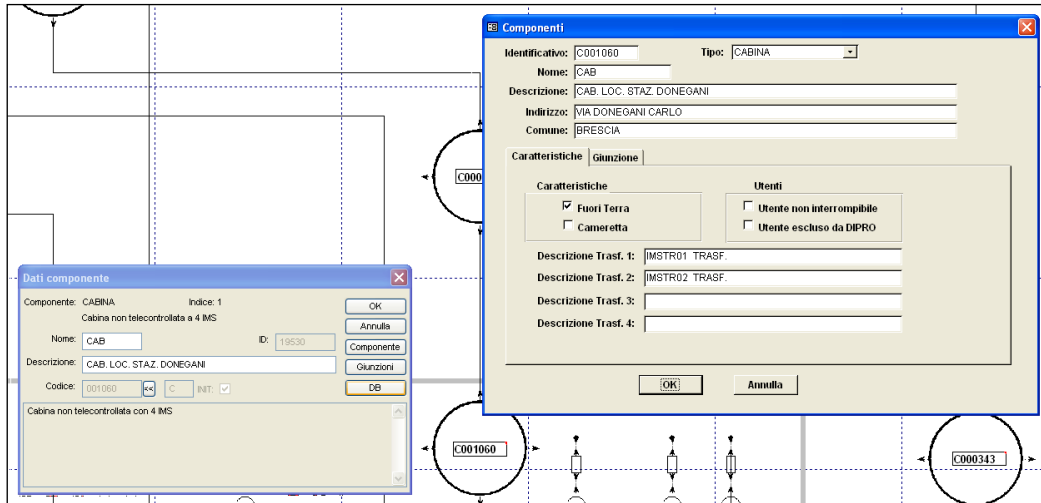 Componenti
Identificativo: C001060 Tipo: CABINA
Nome: CAB
Descrizione: CAB. LOC. STAZ. DONEGANI
Indirizzo: VIA DONEGANI CARLO
Comune: BRESCIA
Caratteristiche Giunzione
Caratteristiche Utenti
Fuori Terra Utente non interrompibile
Cameretta Utente escluso da DIPRO
Descrizione Trasf. 1: IMSTR01 TRASF.
Descrizione Trasf. 2: IMSTR02 TRASF.
Descrizione Trasf. 3:
Descrizione Trasf. 4:
OK Annulla
C000
Dati componente
Componente: CABINA Indice: 1 OK
Cabina non telecontrollata a 4 IMS Annulla
Nome: CAB ID: 19530 Componente
Descrizione: CAB. LOC. STAZ. DONEGANI Giunzioni
Codice: 001060 << C INIT: DB
Cabina non telecontrollata con 4 IMS
C001060
C000343